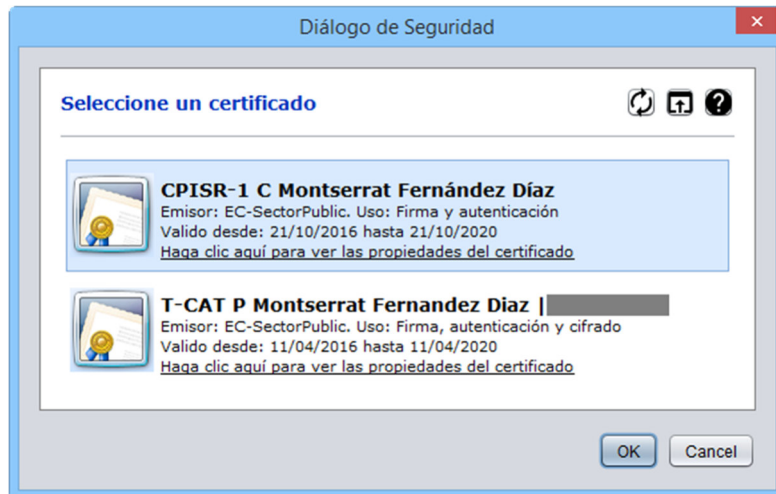 Diálogo de Seguridad
Seleccione un certificado
CPISR-1 C Montserrat Fernández Díaz
Emisor: EC-SectorPublic. Uso: Firma y autenticación
Valido desde: 21/10/2016 hasta 21/10/2020
Haga clic aquí para ver las propiedades del certificado
T-CAT P Montserrat Fernandez Diaz |
Emisor: EC-SectorPublic. Uso: Firma, autenticación y cifrado
Valido desde: 11/04/2016 hasta 11/04/2020
Haga clic aquí para ver las propiedades del certificado
OK Cancel